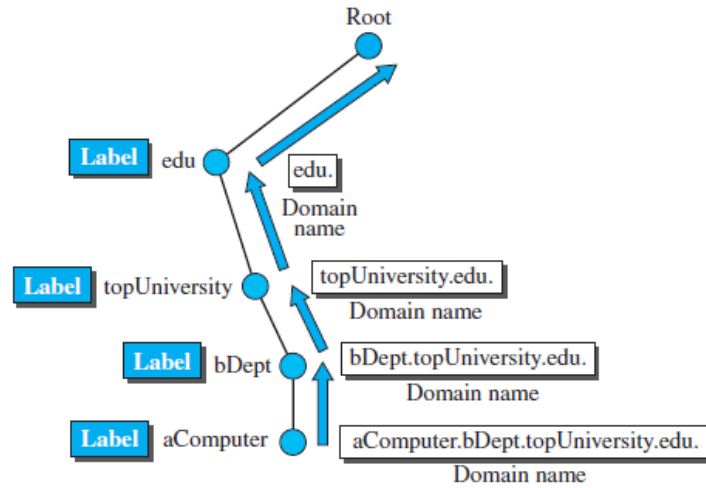 Root
Label edu
edu.
Domain
name
Label topUniversity
topUniversity.edu.
Domain name
Label bDept
bDept.topUniversity.edu.
Domain name
Label aComputer
aComputer.bDept.topUniversity.edu.
Domain name